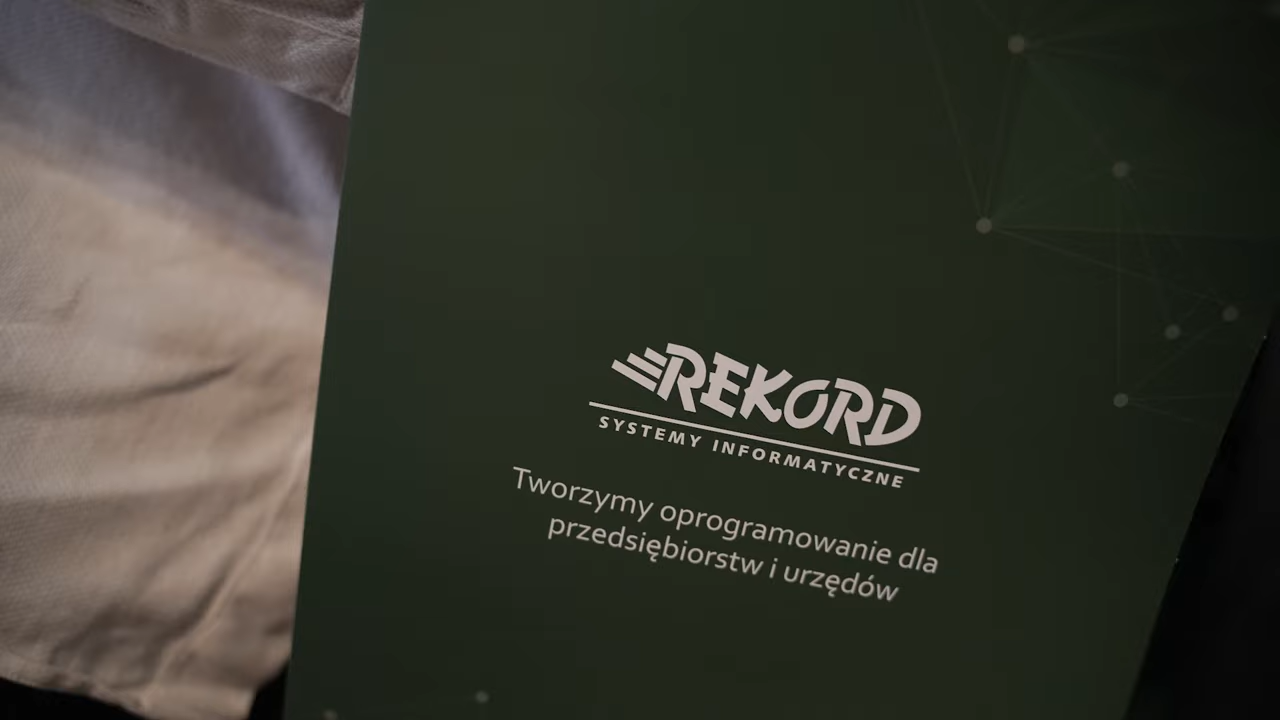 REKORD
SYSTEMY INFORMATYCZNE
Tworzymy oprogramowanie dla
przedsiębiorstw i urzędów